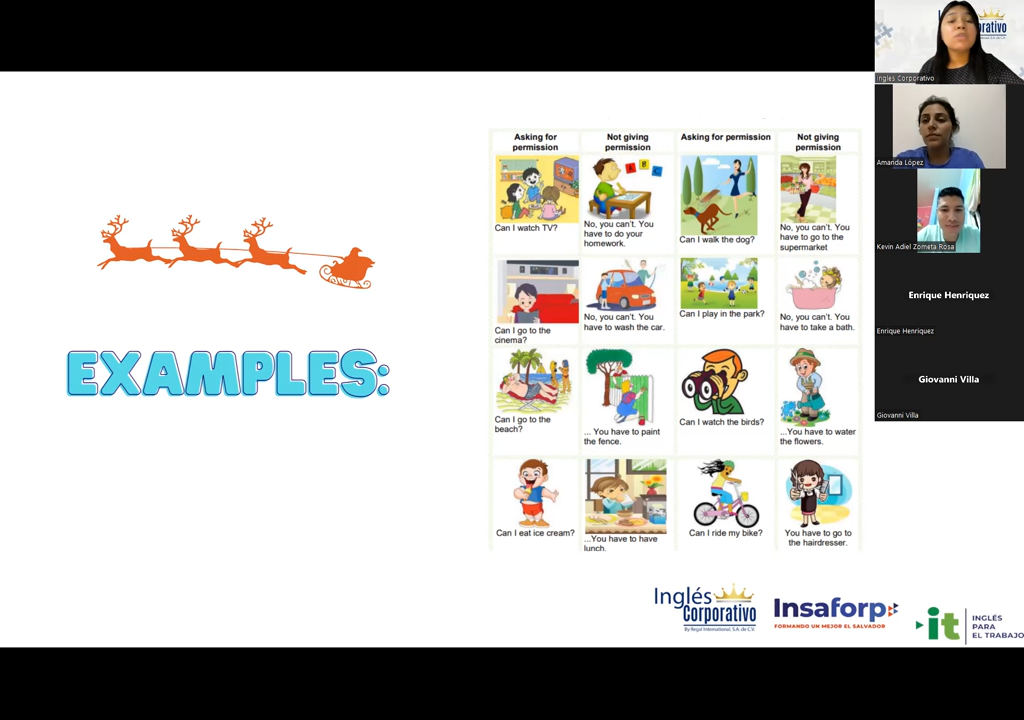 EXAMPLES:
Asking for
permission
Not giving
permission
Asking for permission
Not giving
permission
Can I watch TV?
A B C
No, you can't. You
have to do your
homework.
Can I walk the dog?
No, you can't. You
have to go to the
supermarket
Can I go to the
cinema?
No, you can't. You
have to wash the car.
Can I play in the park?
No, you can't. You
have to take a bath.
Can I go to the
beach?
... You have to paint
the fence.
Can I watch the birds?
...You have to water
the flowers.
Can I eat ice cream?
...You have to have
lunch.
Can I ride my bike?
You have to go to
the hairdresser.
Inglés
Corporativo
By Regal International, S.A. de C.V.
Insaforp
FORMANDO UN MEJOR EL SALVADOR
it
INGLÉS
PARA
EL TRABAJO
Inglés Corporativo
Amanda López
Kevin Adiel Zometa Rosa
Enrique Henriquez
Enrique Henriquez
Giovanni Villa
Giovanni Villa